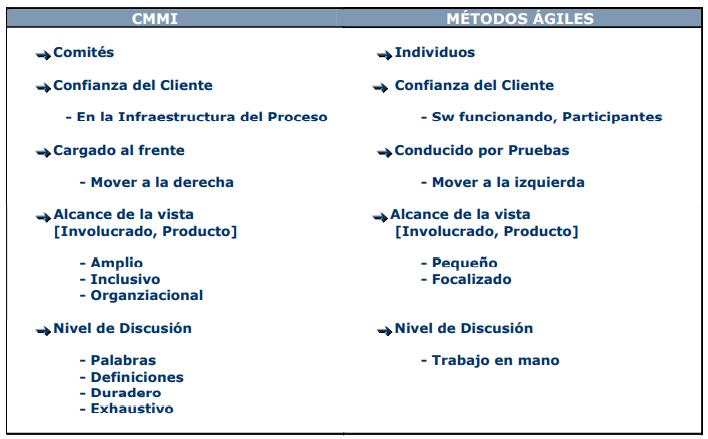 CMMI
Comités
Confianza del Cliente
- En la Infraestructura del Proceso
Cargado al frente
- Mover a la derecha
Alcance de la vista
[Involucrado, Producto]
- Amplio
- Inclusivo
- Organziacional
Nivel de Discusión
- Palabras
- Definiciones
- Duradero
- Exhaustivo
MÉTODOS ÁGILES
Individuos
Confianza del Cliente
- Sw funcionando, Participantes
Conducido por Pruebas
- Mover a la izquierda
Alcance de la vista
[Involucrado, Producto]
- Pequeño
- Focalizado
Nivel de Discusión
- Trabajo en mano